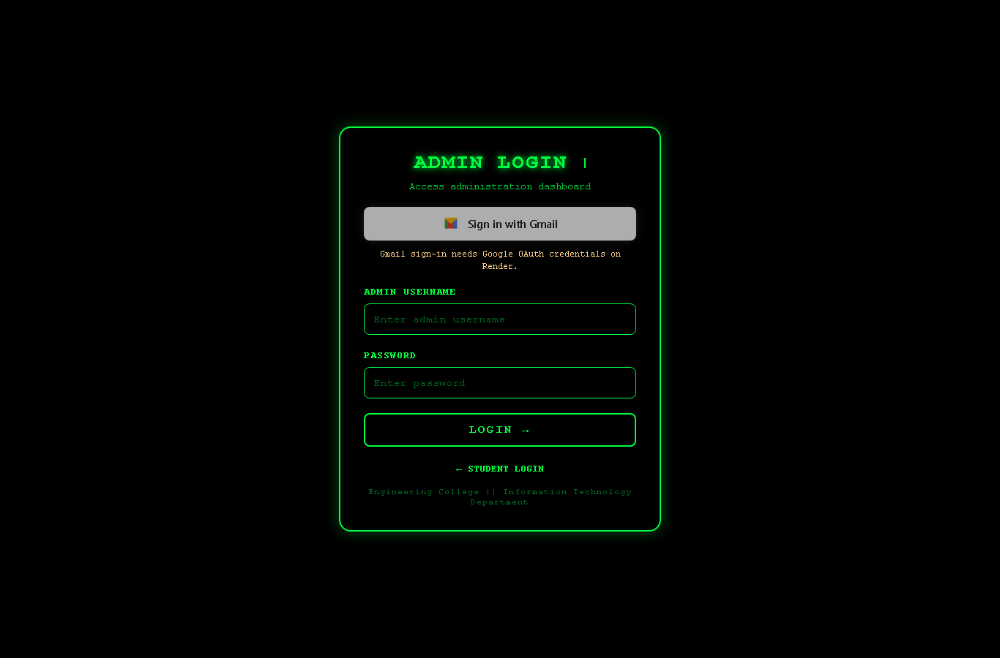 ADMIN LOGIN |
Access administration dashboard
Sign in with Gmail
Gmail sign-in needs Google OAuth credentials on
Render.
ADMIN USERNAME
Enter admin username
PASSWORD
Enter password
LOGIN →
← STUDENT LOGIN
Engineering College || Information Technology
Department